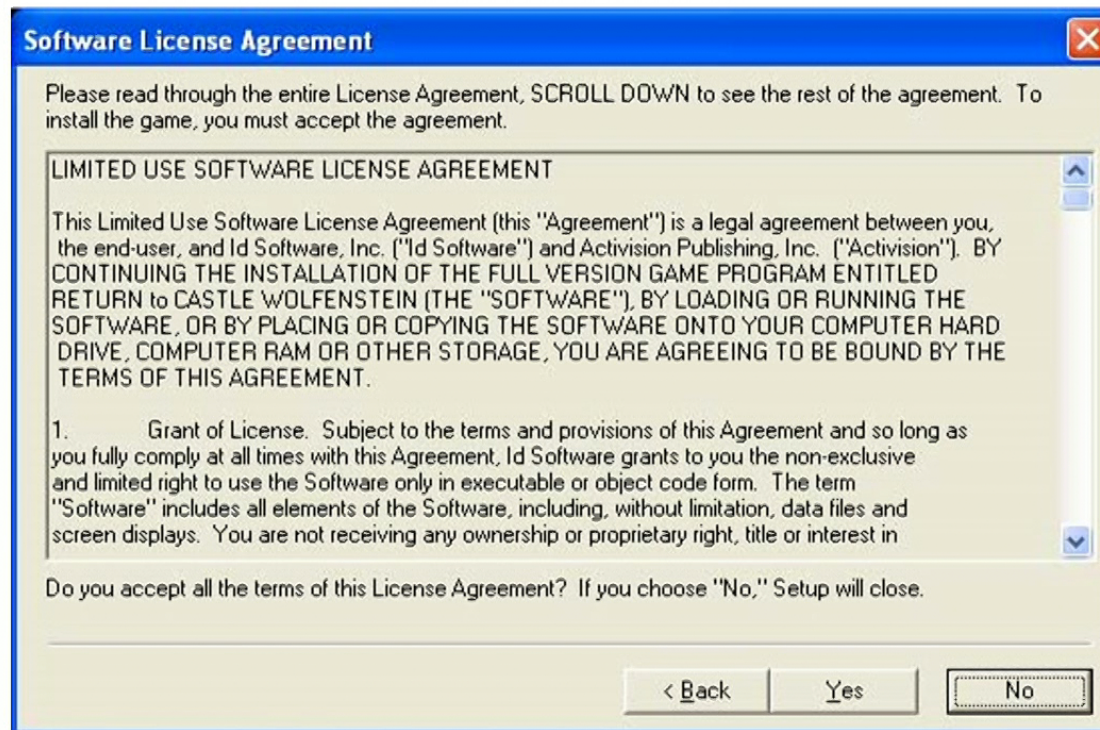 Software License Agreement
Please read through the entire License Agreement, SCROLL DOWN to see the rest of the agreement. To
install the game, you must accept the agreement.
LIMITED USE SOFTWARE LICENSE AGREEMENT
This Limited Use Software License Agreement (this "Agreement") is a legal agreement between you,
the end-user, and Id Software, Inc. ("Id Software") and Activision Publishing, Inc. ("Activision"). BY
CONTINUING THE INSTALLATION OF THE FULL VERSION GAME PROGRAM ENTITLED
RETURN to CASTLE WOLFENSTEIN (THE "SOFTWARE"), BY LOADING OR RUNNING THE
SOFTWARE, OR BY PLACING OR COPYING THE SOFTWARE ONTO YOUR COMPUTER HARD
DRIVE, COMPUTER RAM OR OTHER STORAGE, YOU ARE AGREEING TO BE BOUND BY THE
TERMS OF THIS AGREEMENT.
1. Grant of License. Subject to the terms and provisions of this Agreement and so long as
you fully comply at all times with this Agreement, Id Software grants to you the non-exclusive
and limited right to use the Software only in executable or object code form. The term
"Software" includes all elements of the Software, including, without limitation, data files and
screen displays. You are not receiving any ownership or proprietary right, title or interest in
Do you accept all the terms of this License Agreement? If you choose "No," Setup will close.
< Back Yes No